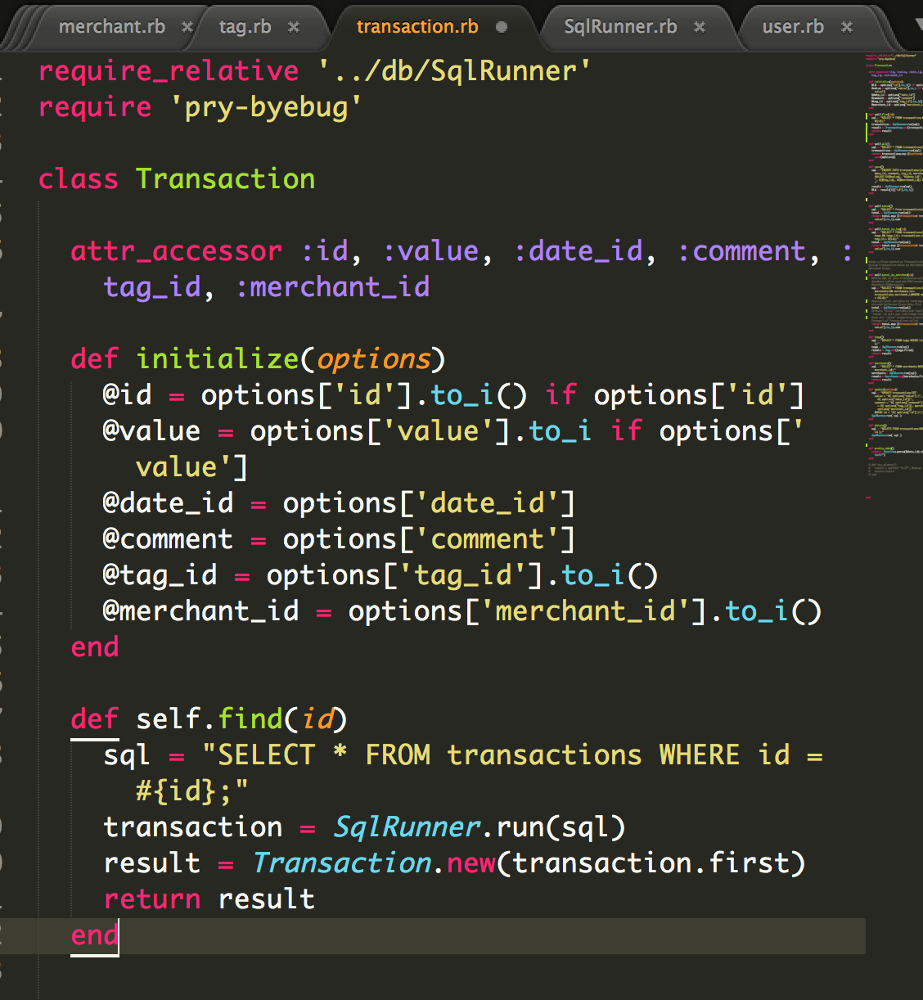 merchant.rb × tag.rb × transaction.rb SqlRunner.rb × user.rb ×
require_relative '../db/SqlRunner'
require 'pry-byebug'
class Transaction
attr_accessor :id, :value, :date_id, :comment, :
tag_id, :merchant_id
def initialize(options)
@id = options['id'].to_i() if options['id']
@value = options['value'].to_i if options['
value']
@date_id = options['date_id']
@comment = options['comment']
@tag_id = options['tag_id'].to_i()
@merchant_id = options['merchant_id'].to_i()
end
def self.find(id)
sql = "SELECT * FROM transactions WHERE id =
#{id};"
transaction = SqlRunner.run(sql)
result = Transaction.new(transaction.first)
return result
end